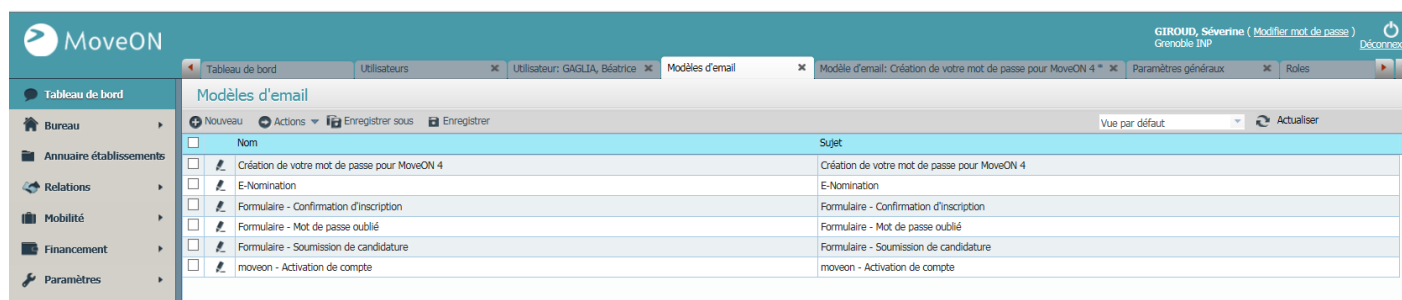 MoveON
GIROUD, Séverine ( Modifier mot de passe )
Grenoble INP
Déconnex
Tableau de bord
Utilisateurs
Utilisateur: GAGLIA, Béatrice
Modèles d'email
Modèle d'email: Création de votre mot de passe pour MoveON 4 *
Paramètres généraux
Roles
Tableau de bord
Bureau
Annuaire établissements
Relations
Mobilité
Financement
Paramètres
Modèles d'email
Nouveau Actions Enregistrer sous Enregistrer
Vue par défaut Actualiser
Nom Sujet
Création de votre mot de passe pour MoveON 4 Création de votre mot de passe pour MoveON 4
E-Nomination E-Nomination
Formulaire - Confirmation d'inscription Formulaire - Confirmation d'inscription
Formulaire - Mot de passe oublié Formulaire - Mot de passe oublié
Formulaire - Soumission de candidature Formulaire - Soumission de candidature
moveon - Activation de compte moveon - Activation de compte